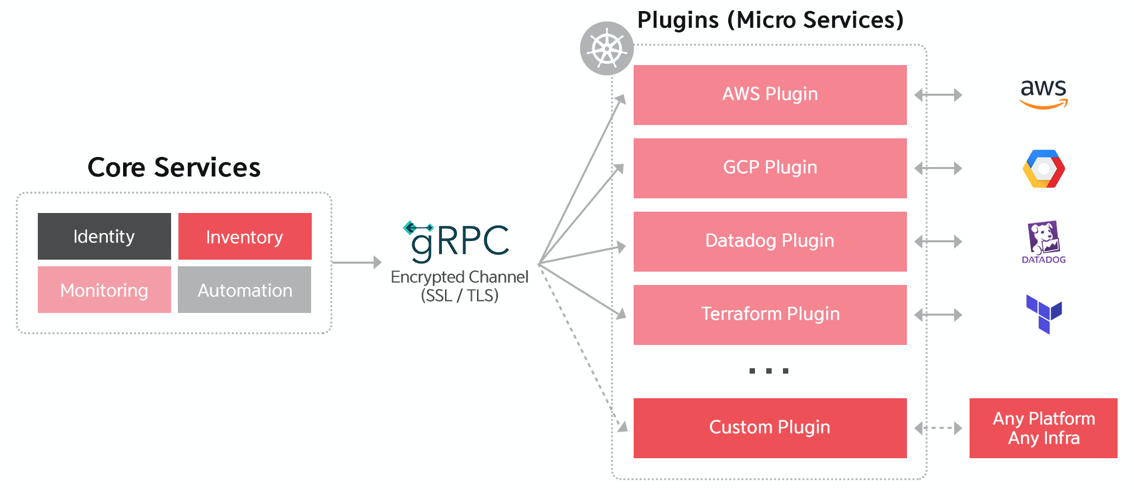 Plugins (Micro Services)
AWS Plugin
aws
GCP Plugin
Core Services
Identity
Inventory
Monitoring
Automation
gRPC
Encrypted Channel
(SSL / TLS)
Datadog Plugin
DATADOG
Terraform Plugin
...
Custom Plugin
Any Platform
Any Infra